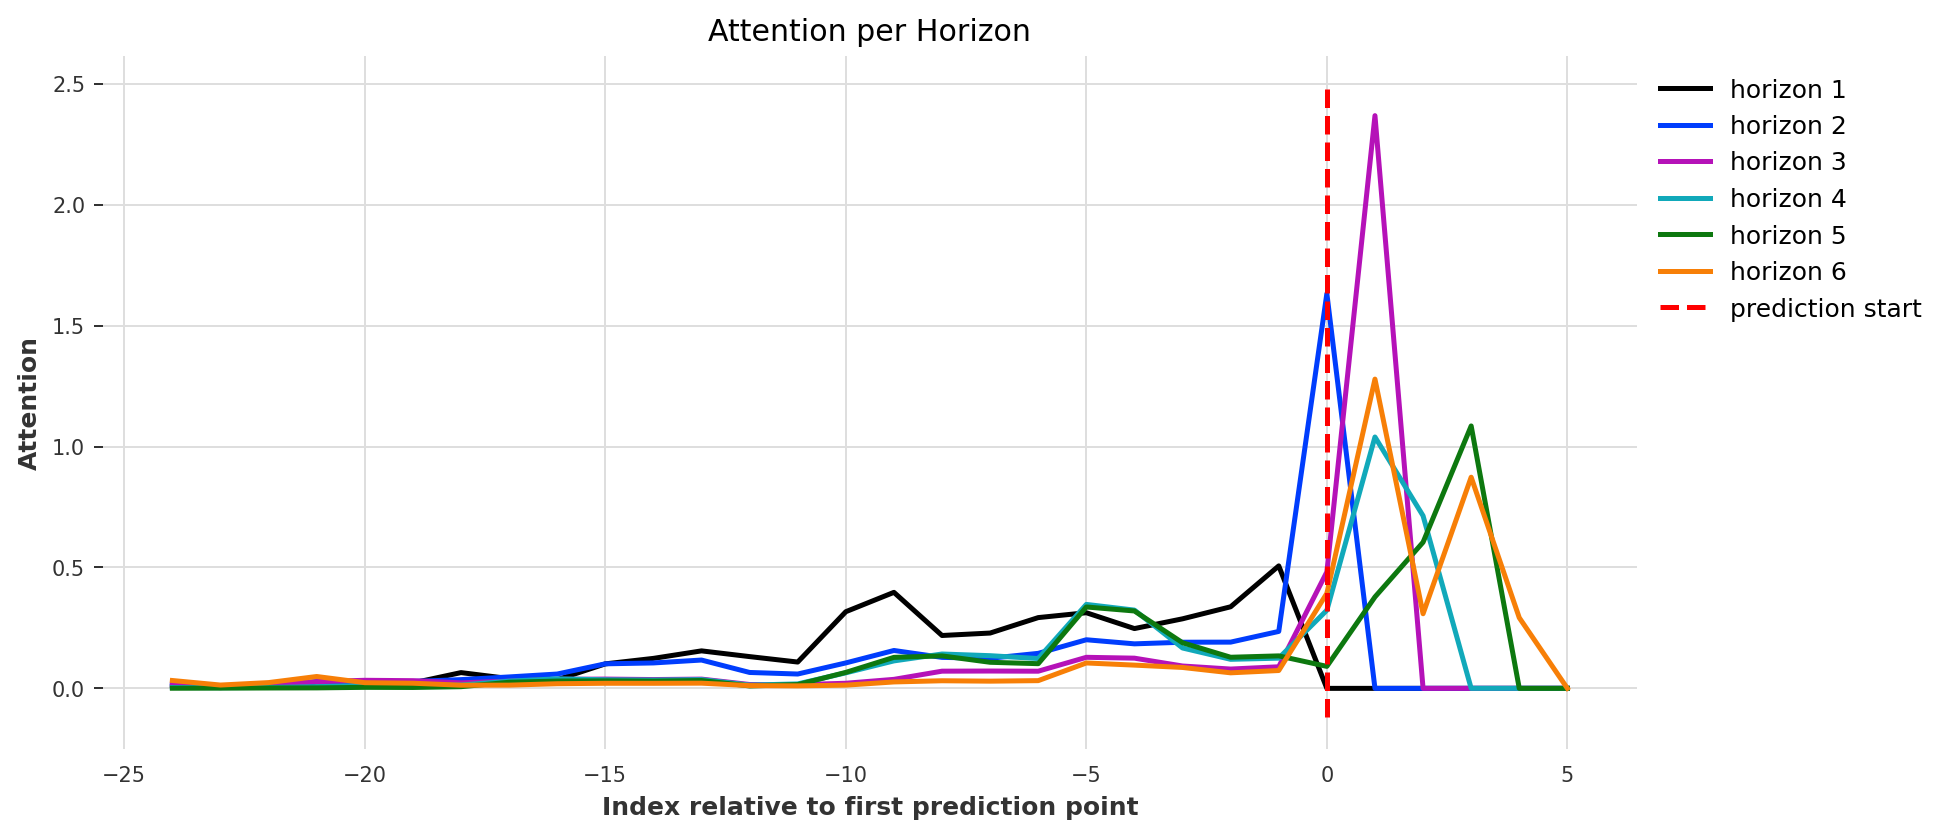 Attention per Horizon
2.5
2.0
1.5
1.0
0.5
0.0
Attention
−25
−20
−15
−10
−5
0
5
Index relative to first prediction point
horizon 1
horizon 2
horizon 3
horizon 4
horizon 5
horizon 6
prediction start